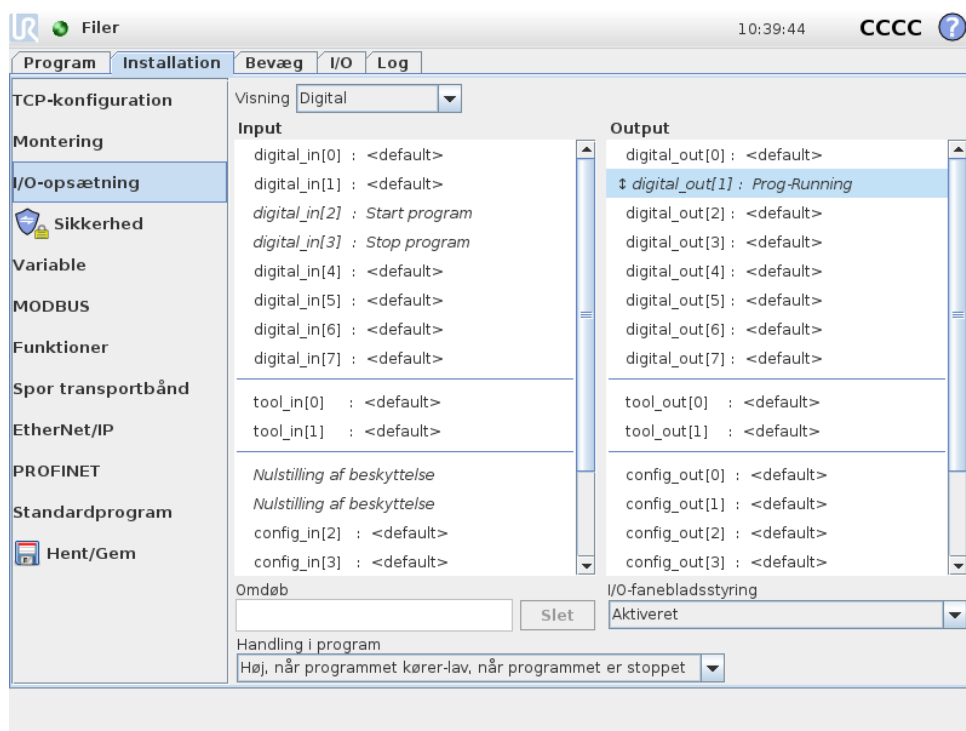 UR Filer 10:39:44 CCCC ?
Program Installation Bevæg I/O Log
TCP-konfiguration
Montering
I/O-opsætning
Sikkerhed
Variable
MODBUS
Funktioner
Spor transportbånd
EtherNet/IP
PROFINET
Standardprogram
Hent/Gem
Visning Digital
Input
digital_in[0] : <default>
digital_in[1] : <default>
digital_in[2] : Start program
digital_in[3] : Stop program
digital_in[4] : <default>
digital_in[5] : <default>
digital_in[6] : <default>
digital_in[7] : <default>
tool_in[0] : <default>
tool_in[1] : <default>
Nulstilling af beskyttelse
Nulstilling af beskyttelse
config_in[2] : <default>
config_in[3] : <default>
Output
digital_out[0] : <default>
↕ digital_out[1] : Prog-Running
digital_out[2] : <default>
digital_out[3] : <default>
digital_out[4] : <default>
digital_out[5] : <default>
digital_out[6] : <default>
digital_out[7] : <default>
tool_out[0] : <default>
tool_out[1] : <default>
config_out[0] : <default>
config_out[1] : <default>
config_out[2] : <default>
config_out[3] : <default>
Omdøb
Slet
I/O-fanebladsstyring
Aktiveret
Handling i program
Høj, når programmet kører-lav, når programmet er stoppet